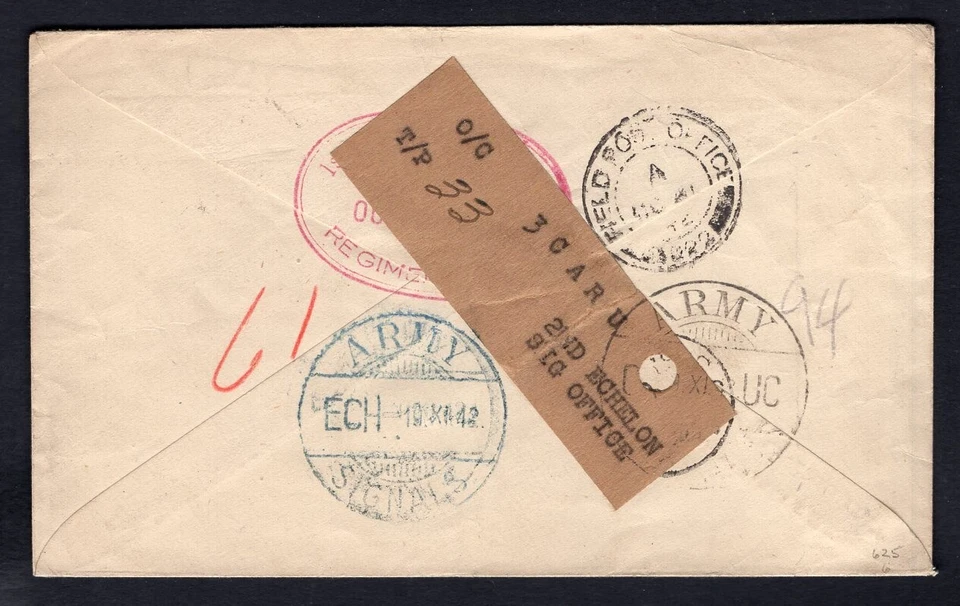 REGIME
O/C
T/P 33
3 C A R U
2ND ECHELON
SIG OFFICE
FIELD POST OFFICE
A
61
ARMY
ECH 19.XI.42.
SIGNALS
ARMY
UC
94
625